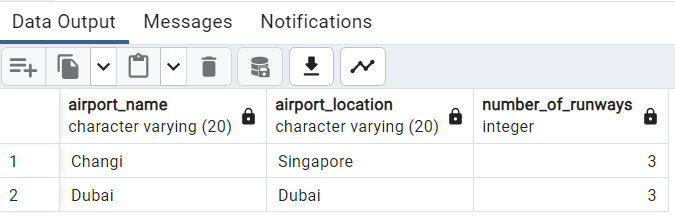 Data Output Messages Notifications
airport_name airport_location number_of_runways
character varying (20) character varying (20) integer
1 Changi Singapore 3
2 Dubai Dubai 3